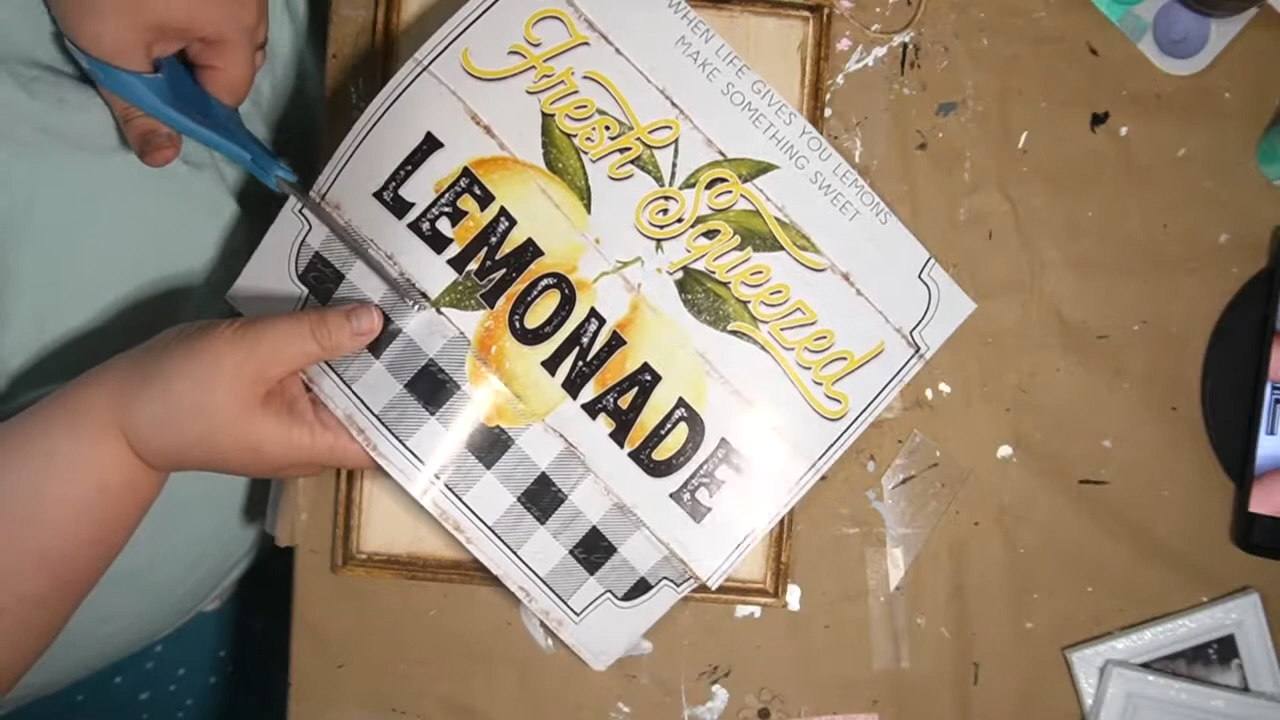 WHEN LIFE GIVES YOU LEMONS
MAKE SOMETHING SWEET
Fresh
Squeezed
LEMONADE